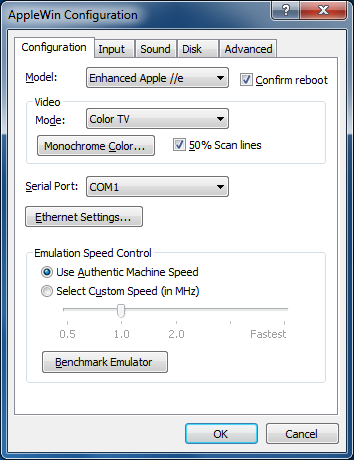 AppleWin Configuration
Configuration Input Sound Disk Advanced
Model: Enhanced Apple //e Confirm reboot
Video
Mode: Color TV
Monochrome Color... 50% Scan lines
Serial Port: COM1
Ethernet Settings...
Emulation Speed Control
Use Authentic Machine Speed
Select Custom Speed (in MHz)
0.5 1.0 2.0 Fastest
Benchmark Emulator
OK Cancel